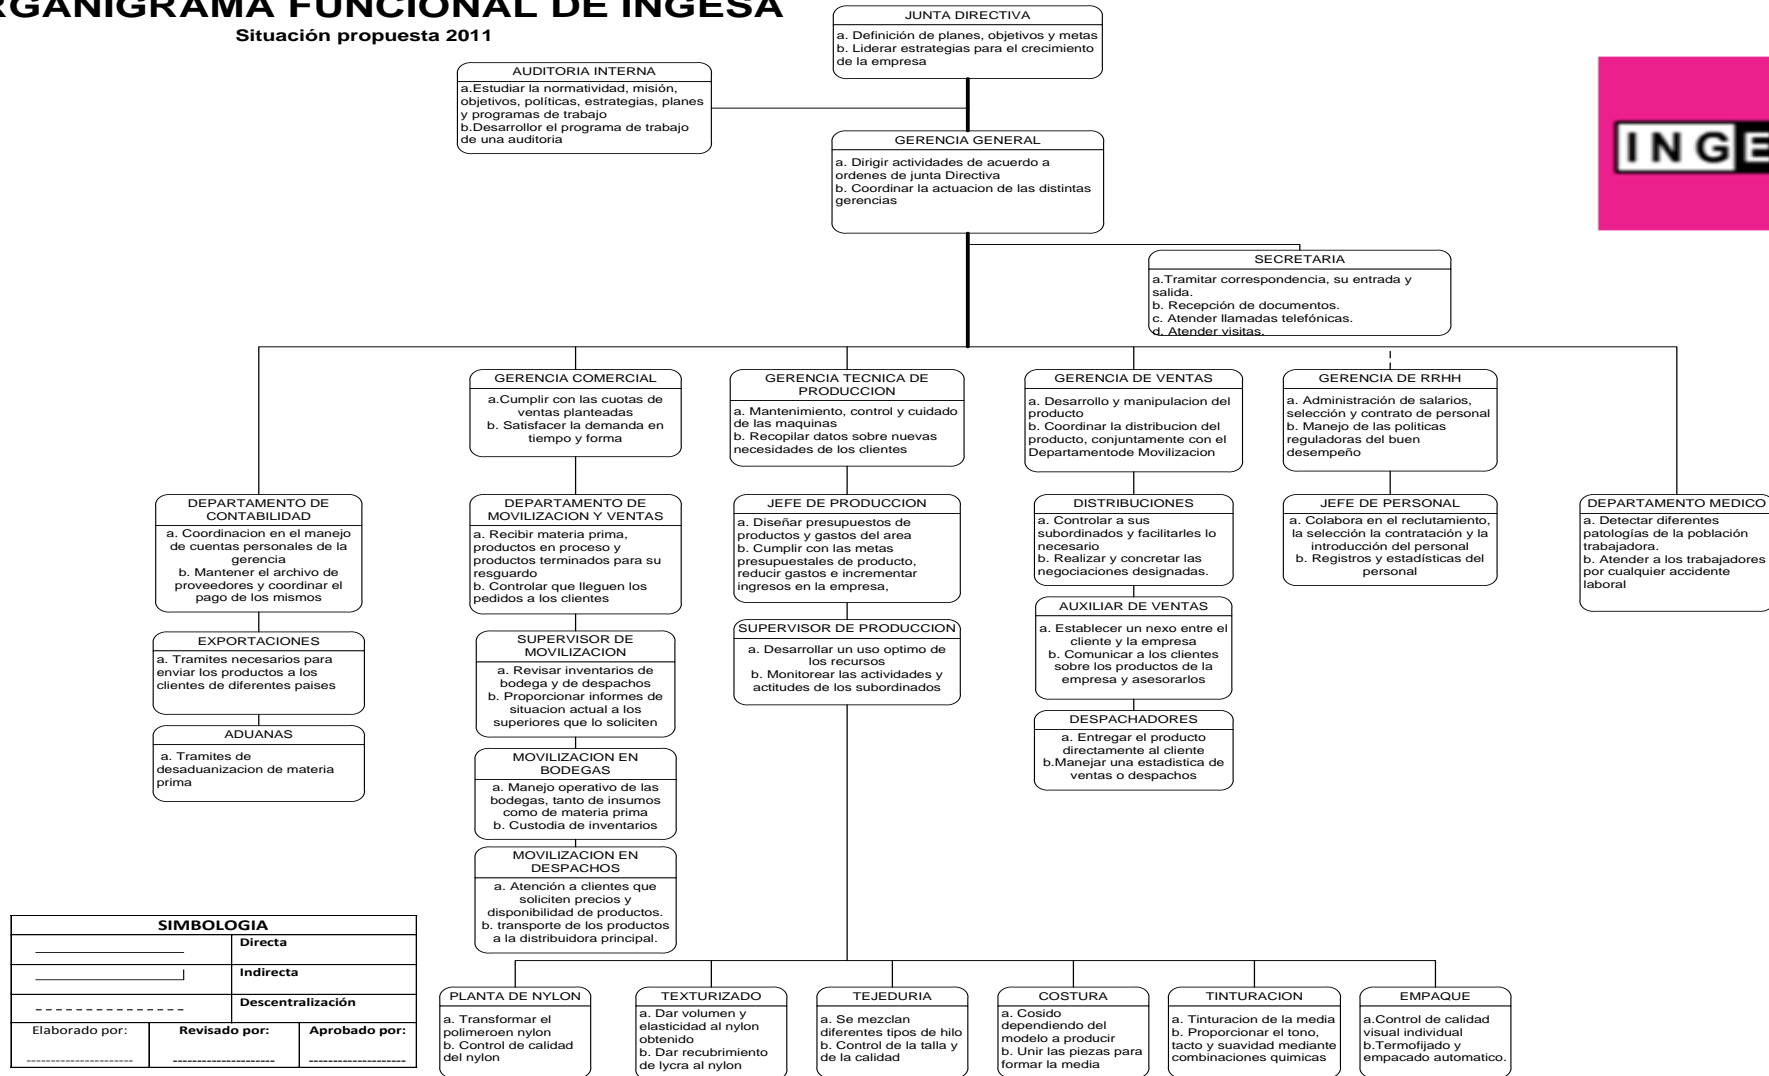 RGANIGRAMA FUNCIONAL DE INGESA
Situación propuesta 2011
JUNTA DIRECTIVA
a. Definición de planes, objetivos y metas
b. Liderar estrategias para el crecimiento
de la empresa
AUDITORIA INTERNA
a.Estudiar la normatividad, misión,
objetivos, políticas, estrategias, planes
y programas de trabajo
b.Desarrollor el programa de trabajo
de una auditoria
GERENCIA GENERAL
a. Dirigir actividades de acuerdo a
ordenes de junta Directiva
b. Coordinar la actuacion de las distintas
gerencias
INGE
SECRETARIA
a.Tramitar correspondencia, su entrada y
salida.
b. Recepción de documentos.
c. Atender llamadas telefónicas.
d. Atender visitas.
GERENCIA COMERCIAL
a.Cumplir con las cuotas de
ventas planteadas
b. Satisfacer la demanda en
tiempo y forma
GERENCIA TECNICA DE
PRODUCCION
a. Mantenimiento, control y cuidado
de las maquinas
b. Recopilar datos sobre nuevas
necesidades de los clientes
GERENCIA DE VENTAS
a. Desarrollo y manipulacion del
producto
b. Coordinar la distribucion del
producto, conjuntamente con el
Departamentode Movilizacion
GERENCIA DE RRHH
a. Administración de salarios,
selección y contrato de personal
b. Manejo de las politicas
reguladoras del buen
desempeño
DEPARTAMENTO DE
CONTABILIDAD
a. Coordinacion en el manejo
de cuentas personales de la
gerencia
b. Mantener el archivo de
proveedores y coordinar el
pago de los mismos
DEPARTAMENTO DE
MOVILIZACION Y VENTAS
a. Recibir materia prima,
productos en proceso y
productos terminados para su
resguardo
b. Controlar que lleguen los
pedidos a los clientes
JEFE DE PRODUCCION
a. Diseñar presupuestos de
productos y gastos del area
b. Cumplir con las metas
presupuestales de producto,
reducir gastos e incrementar
ingresos en la empresa,
DISTRIBUCIONES
a. Controlar a sus
subordinados y facilitarles lo
necesario
b. Realizar y concretar las
negociaciones designadas.
JEFE DE PERSONAL
a. Colabora en el reclutamiento,
la selección la contratación y la
introducción del personal
b. Registros y estadísticas del
personal
DEPARTAMENTO MEDICO
a. Detectar diferentes
patologías de la población
trabajadora.
b. Atender a los trabajadores
por cualquier accidente
laboral
EXPORTACIONES
a. Tramites necesarios para
enviar los productos a los
clientes de diferentes paises
SUPERVISOR DE
MOVILIZACION
a. Revisar inventarios de
bodega y de despachos
b. Proporcionar informes de
situacion actual a los
superiores que lo soliciten
SUPERVISOR DE PRODUCCION
a. Desarrollar un uso optimo de
los recursos
b. Monitorear las actividades y
actitudes de los subordinados
AUXILIAR DE VENTAS
a. Establecer un nexo entre el
cliente y la empresa
b. Comunicar a los clientes
sobre los productos de la
empresa y asesorarlos
ADUANAS
a. Tramites de
desaduanizacion de materia
prima
MOVILIZACION EN
BODEGAS
a. Manejo operativo de las
bodegas, tanto de insumos
como de materia prima
b. Custodia de inventarios
DESPACHADORES
a. Entregar el producto
directamente al cliente
b.Manejar una estadistica de
ventas o despachos
MOVILIZACION EN
DESPACHOS
a. Atención a clientes que
soliciten precios y
disponibilidad de productos.
b. transporte de los productos
a la distribuidora principal.
SIMBOLOGIA
Directa
Indirecta
Descentralización
Elaborado por: Revisado por: Aprobado por:
PLANTA DE NYLON
a. Transformar el
polimeroen nylon
b. Control de calidad
del nylon
TEXTURIZADO
a. Dar volumen y
elasticidad al nylon
obtenido
b. Dar recubrimiento
de lycra al nylon
TEJEDURIA
a. Se mezclan
diferentes tipos de hilo
b. Control de la talla y
de la calidad
COSTURA
a. Cosido
dependiendo del
modelo a producir
b. Unir las piezas para
formar la media
TINTURACION
a. Tinturacion de la media
b. Proporcionar el tono,
tacto y suavidad mediante
combinaciones quimicas
EMPAQUE
a.Control de calidad
visual individual
b.Termofijado y
empacado automatico.